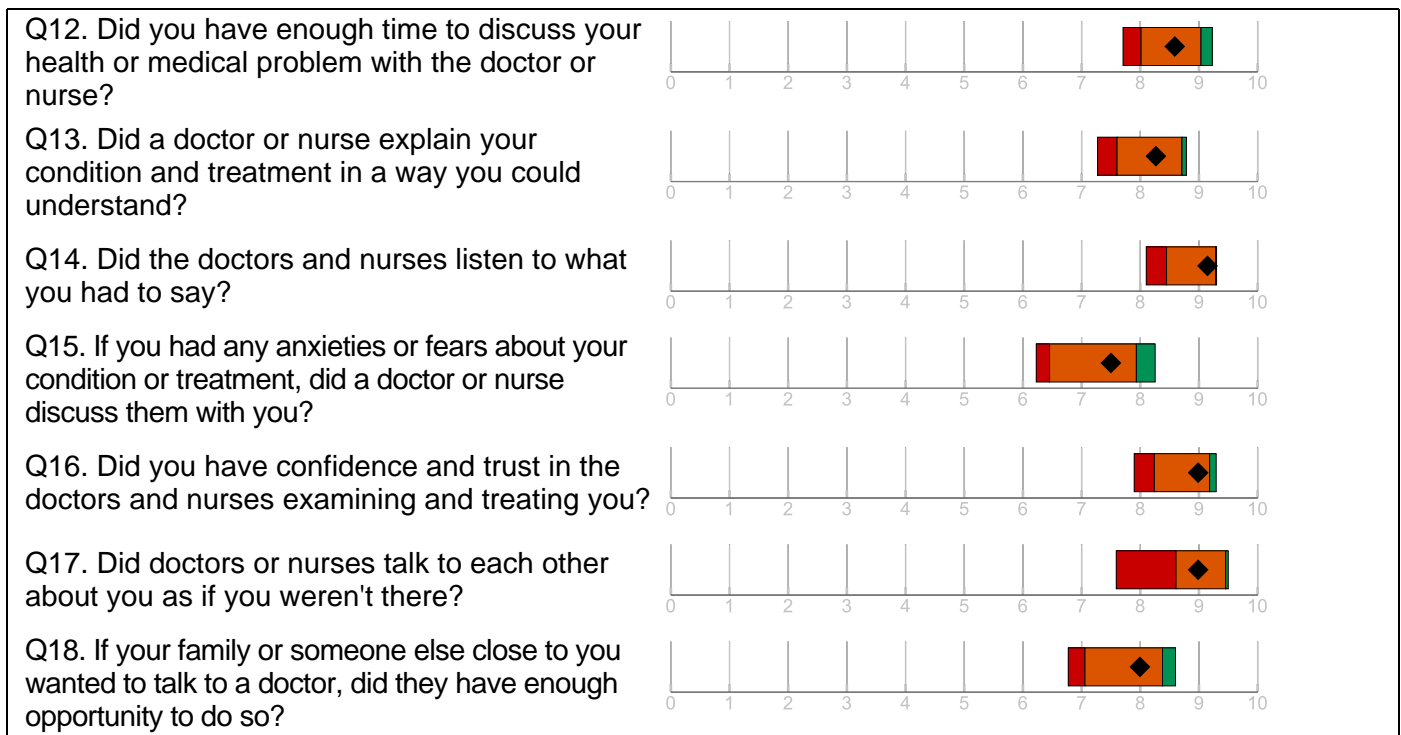 Q12. Did you have enough time to discuss your
health or medical problem with the doctor or
nurse?
0 1 2 3 4 5 6 7 8 9 10
Q13. Did a doctor or nurse explain your
condition and treatment in a way you could
understand?
0 1 2 3 4 5 6 7 8 9 10
Q14. Did the doctors and nurses listen to what
you had to say?
0 1 2 3 4 5 6 7 8 9 10
Q15. If you had any anxieties or fears about your
condition or treatment, did a doctor or nurse
discuss them with you?
0 1 2 3 4 5 6 7 8 9 10
Q16. Did you have confidence and trust in the
doctors and nurses examining and treating you?
0 1 2 3 4 5 6 7 8 9 10
Q17. Did doctors or nurses talk to each other
about you as if you weren't there?
0 1 2 3 4 5 6 7 8 9 10
Q18. If your family or someone else close to you
wanted to talk to a doctor, did they have enough
opportunity to do so?
0 1 2 3 4 5 6 7 8 9 10